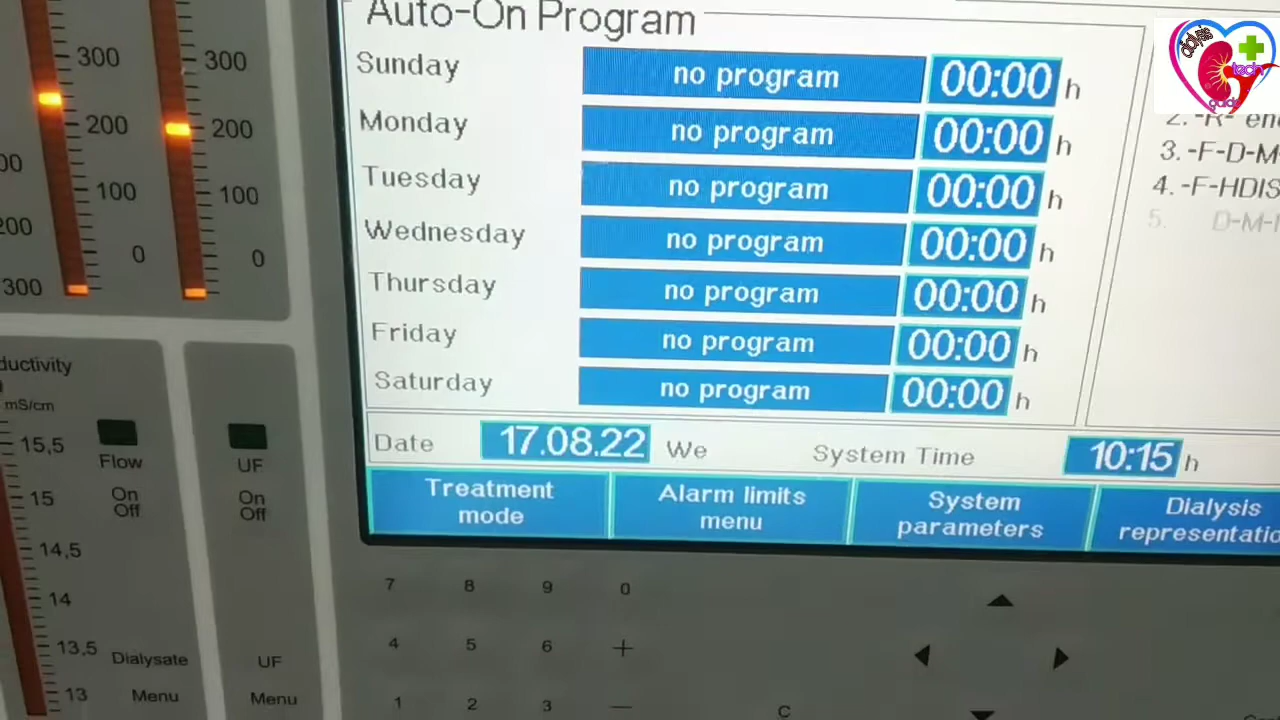 Auto-On Program
Sunday no program 00:00 h
Monday no program 00:00 h
Tuesday no program 00:00 h
Wednesday no program 00:00 h
Thursday no program 00:00 h
Friday no program 00:00 h
Saturday no program 00:00 h
Date 17.08.22 We System Time 10:15 h
Treatment mode
Alarm limits menu
System parameters
Dialysis
3. -F-D-M-
4. -F-HDIS
tech
300 300
200 200
100 100
0 0
300
mS/cm
15,5
15
14,5
14
13,5
13
Flow
On
Off
Dialysate
Menu
UF
On
Off
UF
Menu
7 8 9 0
4 5 6 +
1 2 3 —
C